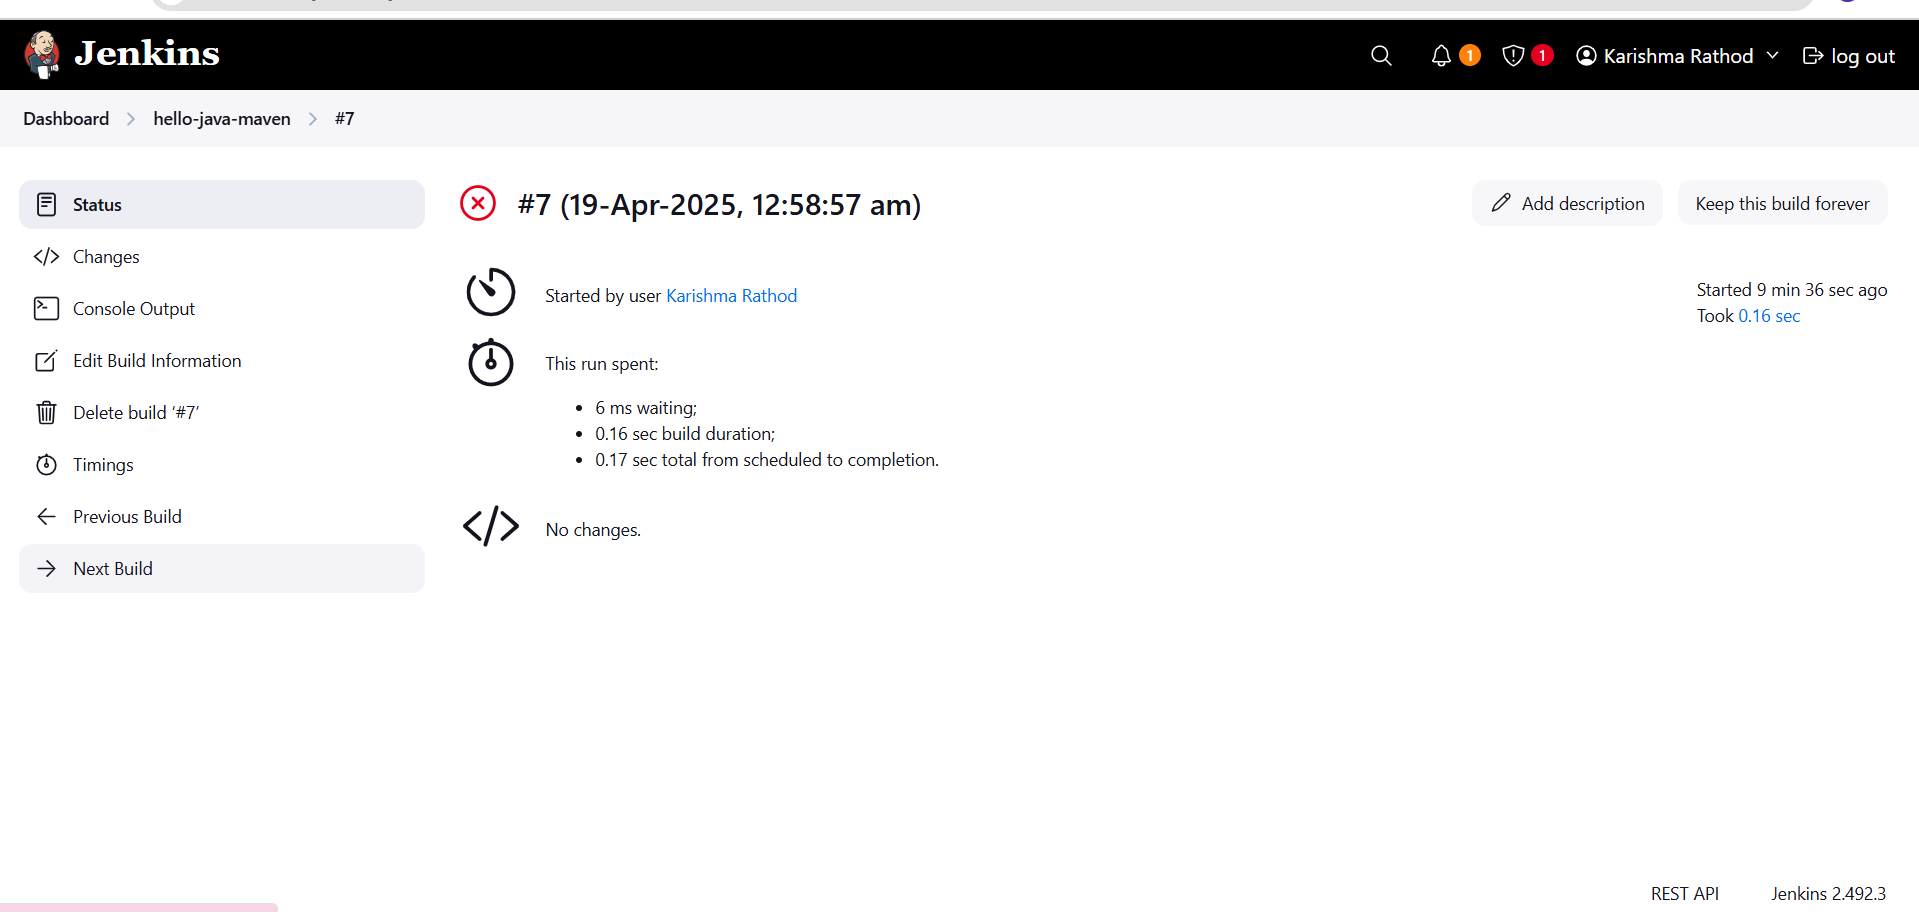 Jenkins
1
1
Karishma Rathod
log out
Dashboard
hello-java-maven
#7
Status
Changes
Console Output
Edit Build Information
Delete build ‘#7’
Timings
Previous Build
Next Build
#7 (19-Apr-2025, 12:58:57 am)
Add description
Keep this build forever
Started by user Karishma Rathod
Started 9 min 36 sec ago
Took 0.16 sec
This run spent:
• 6 ms waiting;
• 0.16 sec build duration;
• 0.17 sec total from scheduled to completion.
No changes.
REST API
Jenkins 2.492.3